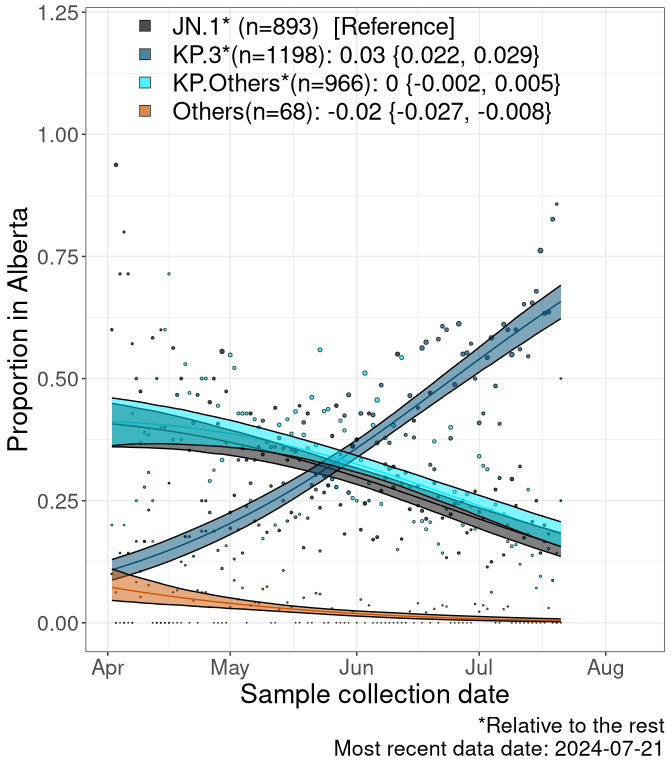 1.25
JN.1* (n=893)  [Reference]
KP.3*(n=1198): 0.03 {0.022, 0.029}
KP.Others*(n=966): 0 {-0.002, 0.005}
Others(n=68): -0.02 {-0.027, -0.008}
1.00
0.75
0.50
0.25
0.00
Proportion in Alberta
Apr May Jun Jul Aug
Sample collection date
*Relative to the rest
Most recent data date: 2024-07-21